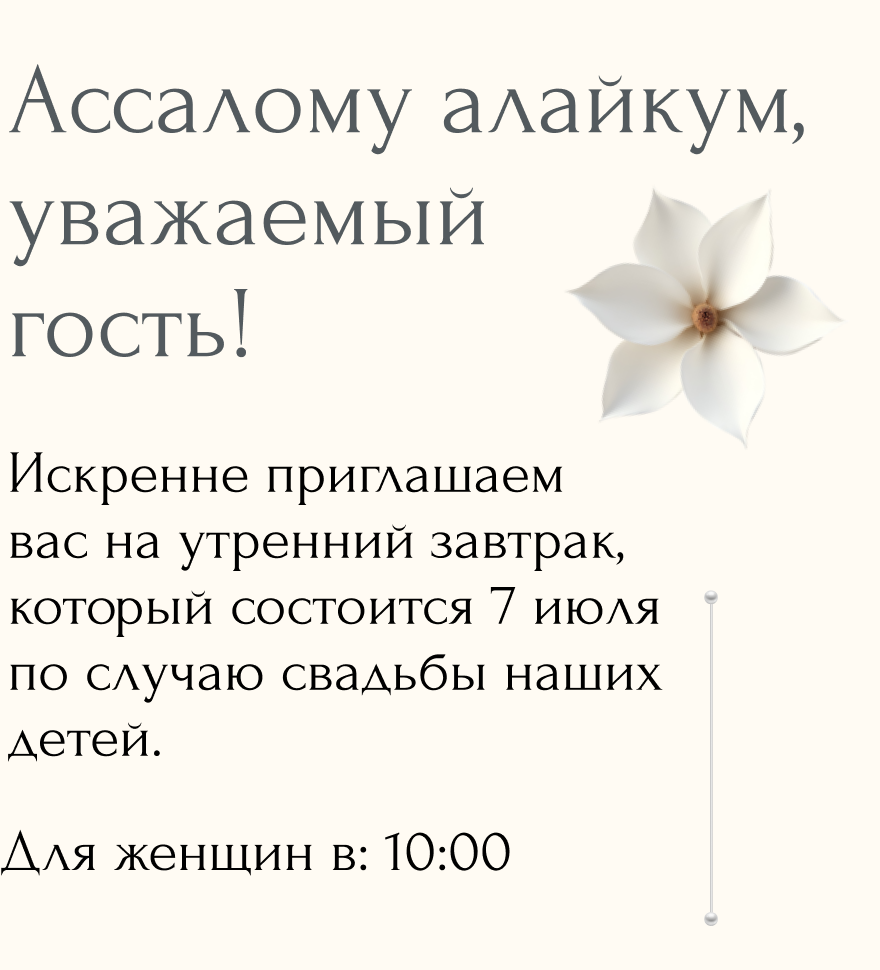 Ассалому алайкум,
уважаемый
гость!
Искренне приглашаем
вас на утренний завтрак,
который состоится 7 июля
по случаю свадьбы наших
детей.
Для женщин в: 10:00